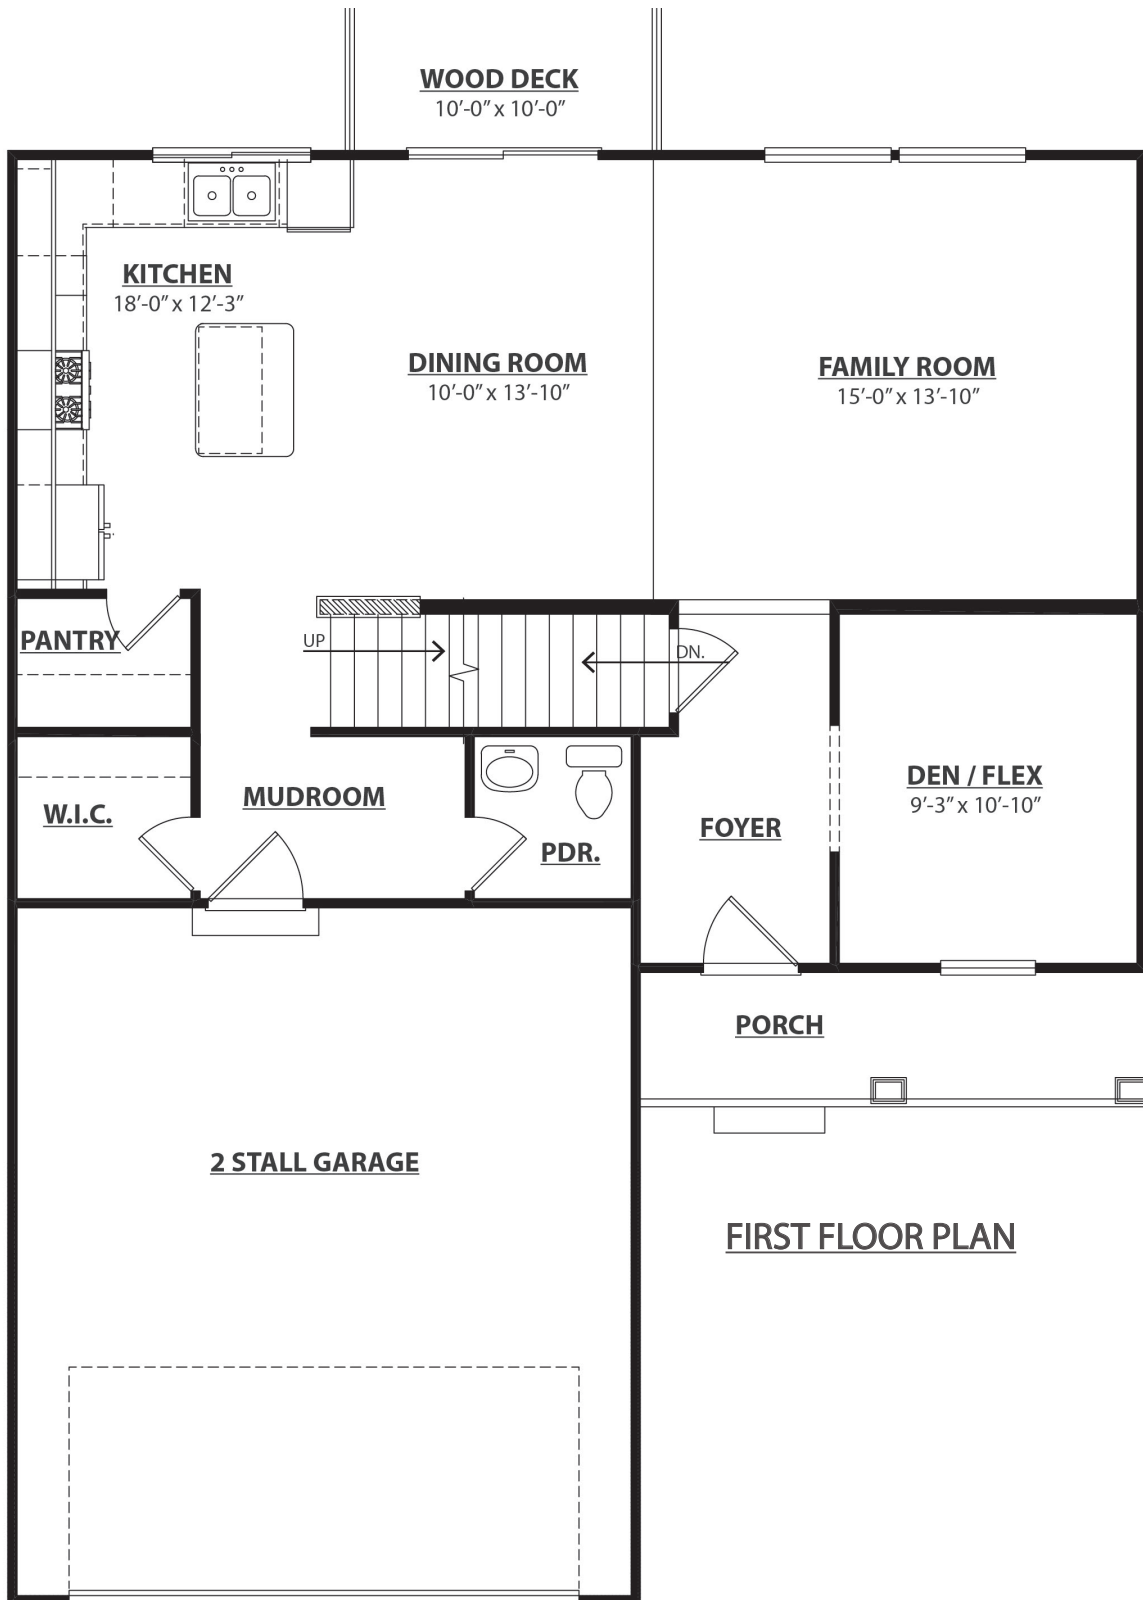 WOOD DECK
10'-0" x 10'-0"
KITCHEN
18'-0" x 12'-3"
DINING ROOM
10'-0" x 13'-10"
FAMILY ROOM
15'-0" x 13'-10"
PANTRY
UP
DN.
W.I.C.
MUDROOM
PDR.
FOYER
DEN / FLEX
9'-3" x 10'-10"
PORCH
2 STALL GARAGE
FIRST FLOOR PLAN